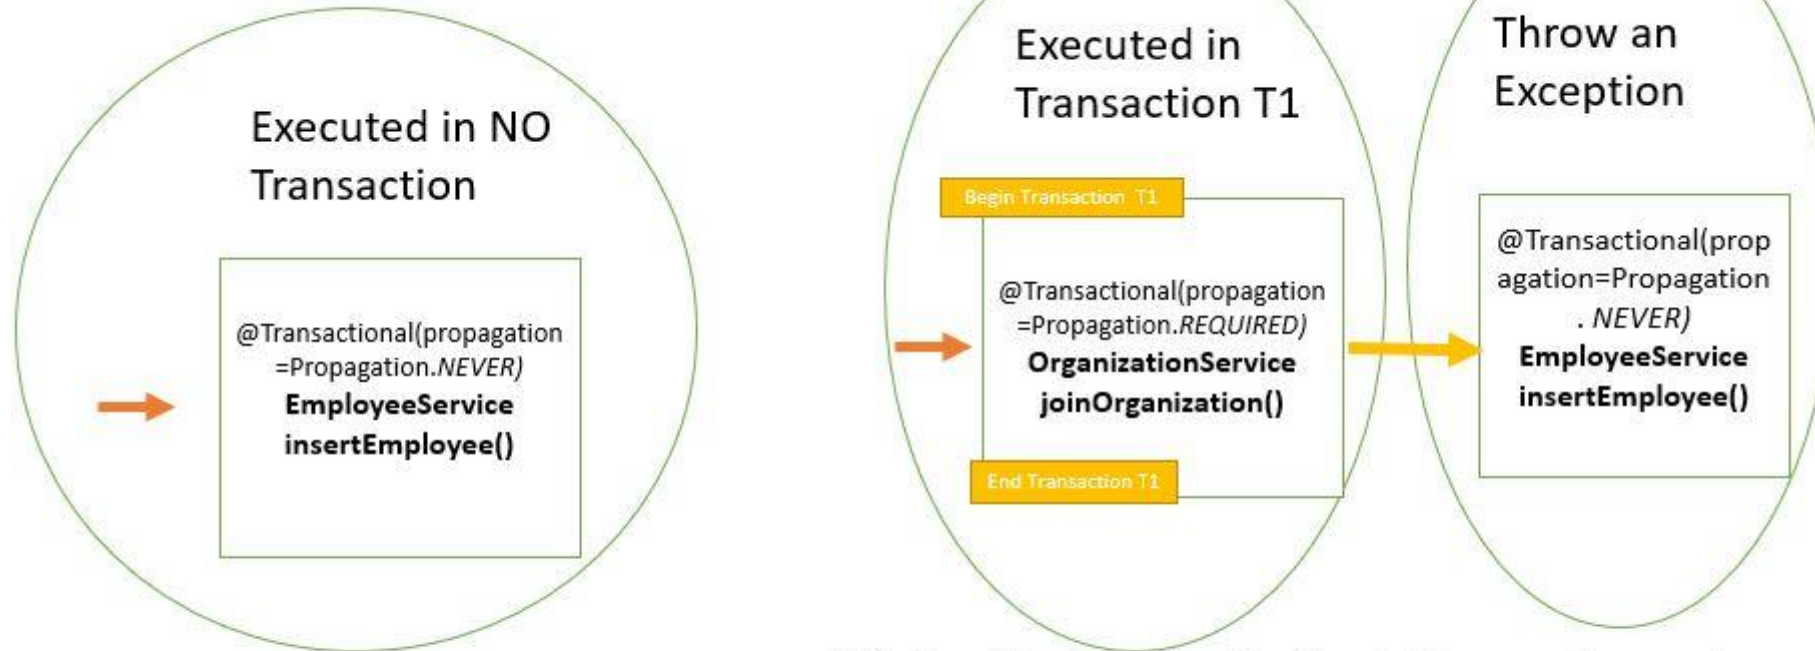 Executed in NO
Transaction
@Transactional(propagation
=Propagation.NEVER)
EmployeeService
insertEmployee()
Executed in
Transaction T1
Begin Transaction T1
@Transactional(propagation
=Propagation.REQUIRED)
OrganizationService
joinOrganization()
End Transaction T1
Throw an
Exception
@Transactional(prop
agation=Propagation
. NEVER)
EmployeeService
insertEmployee()